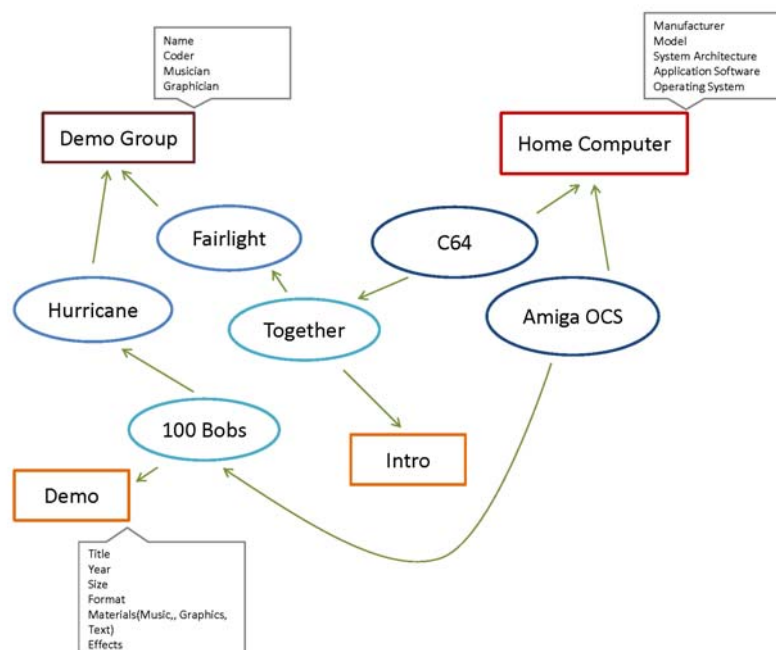 Name
Coder
Musician
Graphician
Manufacturer
Model
System Architecture
Application Software
Operating System
Demo Group
Home Computer
Fairlight
C64
Hurricane
Together
Amiga OCS
100 Bobs
Intro
Demo
Title
Year
Size
Format
Materials(Music,, Graphics,
Text)
Effects